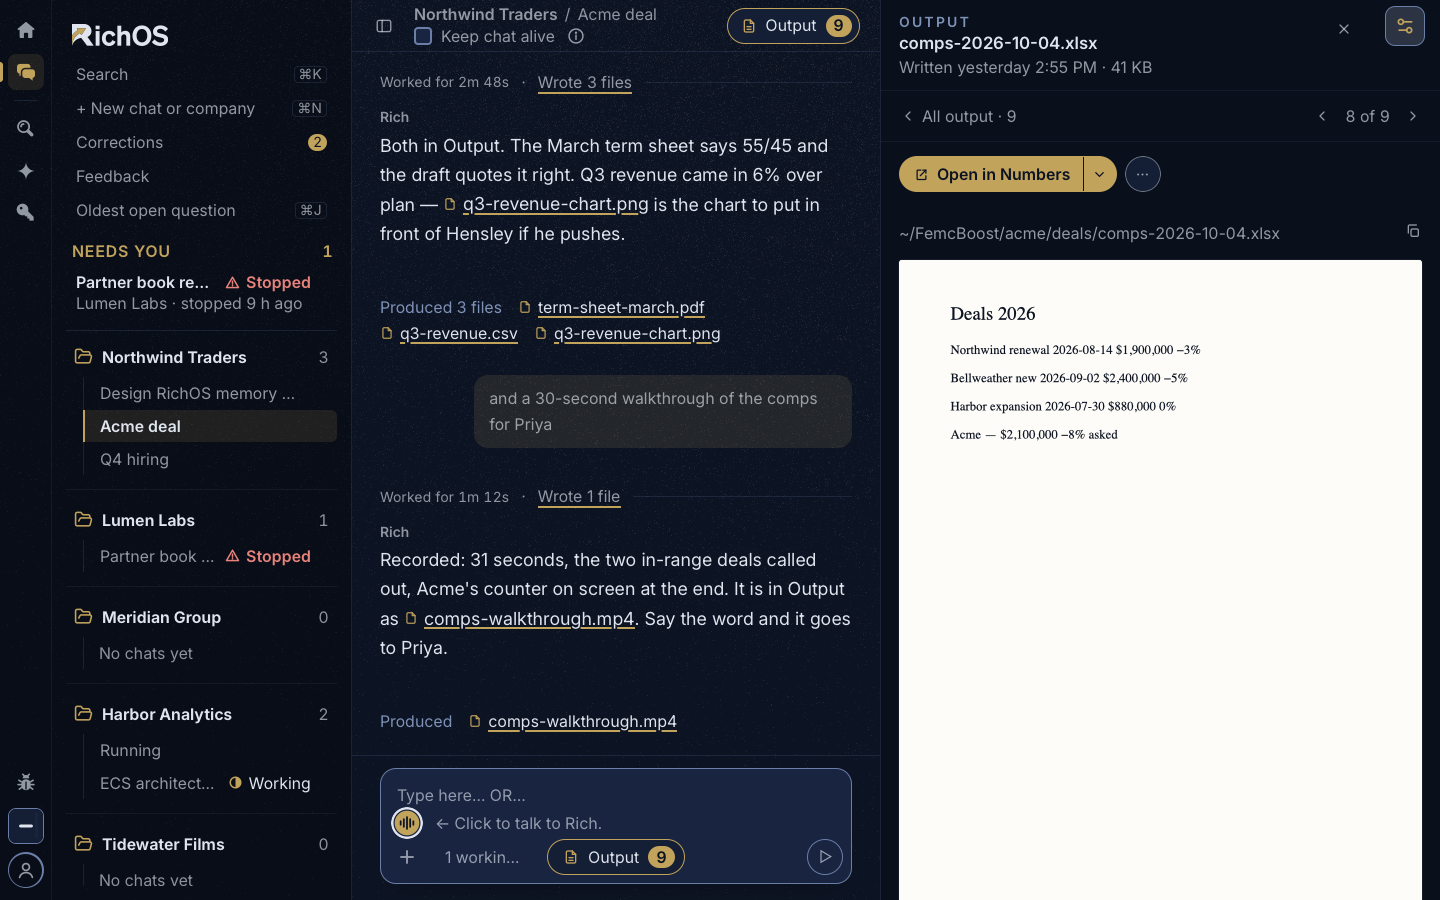 RichOS
Search ⌘K
+ New chat or company ⌘N
Corrections 2
Feedback
Oldest open question ⌘J
NEEDS YOU 1
Partner book re... Stopped
Lumen Labs · stopped 9 h ago
Northwind Traders 3
Design RichOS memory ...
Acme deal
Q4 hiring
Lumen Labs 1
Partner book ... Stopped
Meridian Group 0
No chats yet
Harbor Analytics 2
Running
ECS architect... Working
Tidewater Films 0
No chats yet
Northwind Traders / Acme deal
Keep chat alive
Output 9
Worked for 2m 48s · Wrote 3 files
Rich
Both in Output. The March term sheet says 55/45 and
the draft quotes it right. Q3 revenue came in 6% over
plan — q3-revenue-chart.png is the chart to put in
front of Hensley if he pushes.
Produced 3 files term-sheet-march.pdf
q3-revenue.csv q3-revenue-chart.png
and a 30-second walkthrough of the comps
for Priya
Worked for 1m 12s · Wrote 1 file
Rich
Recorded: 31 seconds, the two in-range deals called
out, Acme's counter on screen at the end. It is in Output
as comps-walkthrough.mp4. Say the word and it goes
to Priya.
Produced comps-walkthrough.mp4
Type here... OR...
← Click to talk to Rich.
1 workin... Output 9
OUTPUT
comps-2026-10-04.xlsx
Written yesterday 2:55 PM · 41 KB
All output · 9 8 of 9
Open in Numbers
~/FemcBoost/acme/deals/comps-2026-10-04.xlsx
Deals 2026
Northwind renewal 2026-08-14 $1,900,000 −3%
Bellweather new 2026-09-02 $2,400,000 −5%
Harbor expansion 2026-07-30 $880,000 0%
Acme — $2,100,000 −8% asked